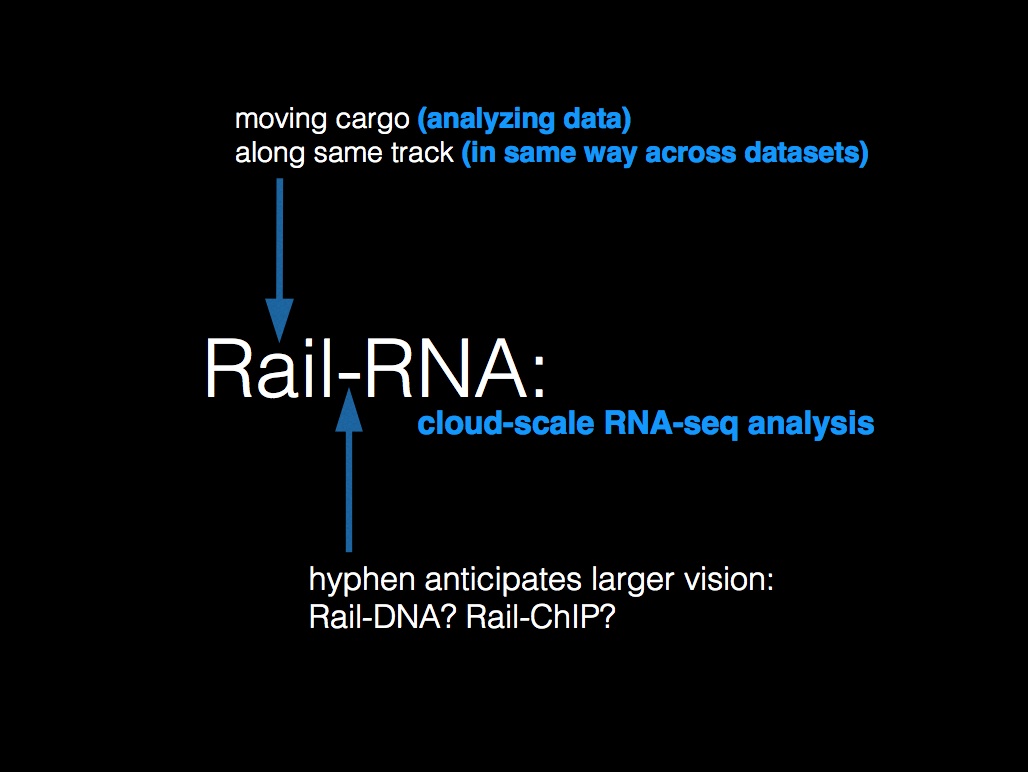 moving cargo (analyzing data)
along same track (in same way across datasets)
Rail-RNA:
cloud-scale RNA-seq analysis
hyphen anticipates larger vision:
Rail-DNA? Rail-ChIP?